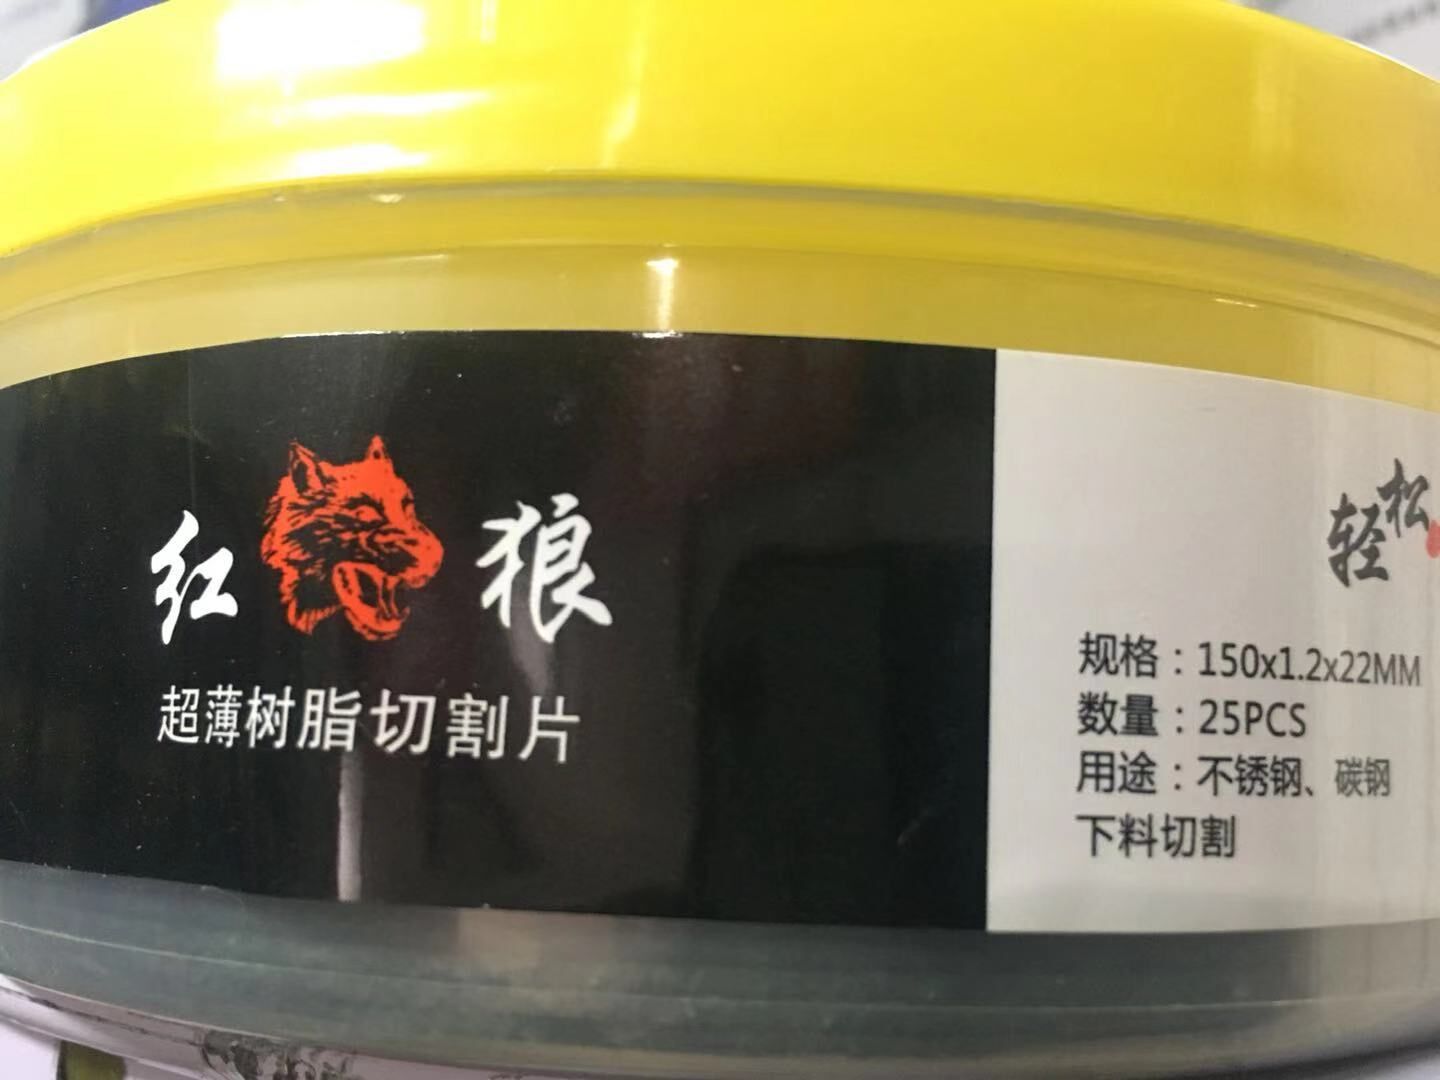 红 狼
超薄树脂切割片
轻松
规格：150x1.2x22MM
数量：25PCS
用途：不锈钢、碳钢
下料切割